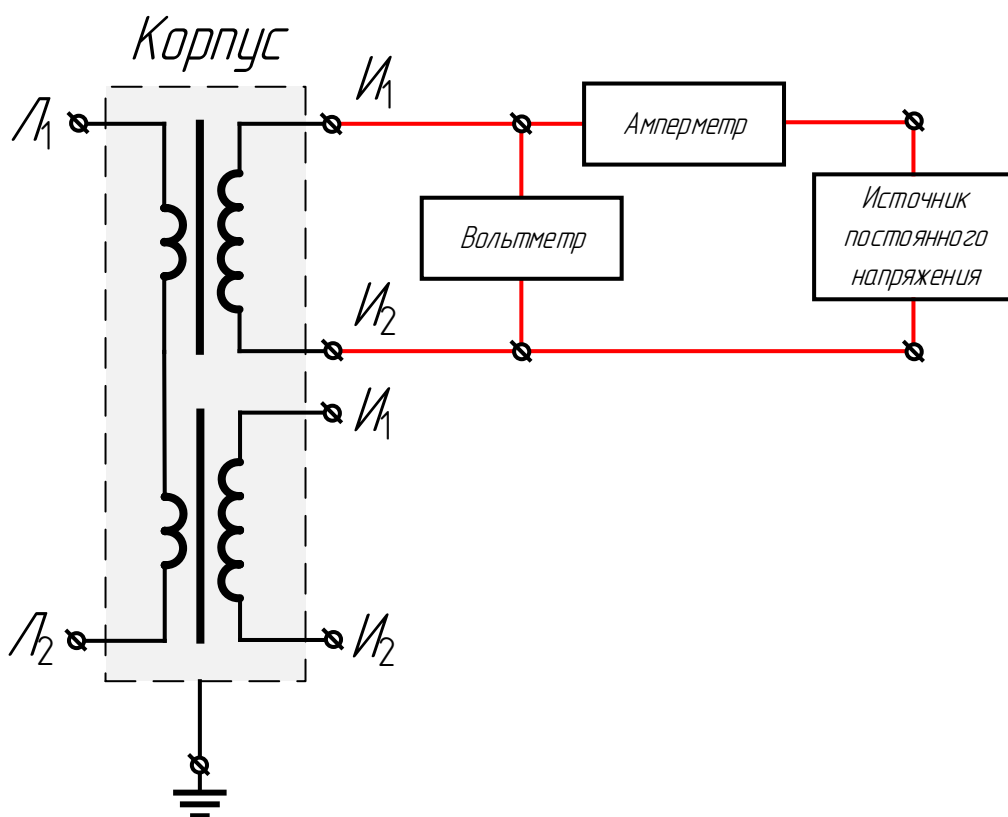 Корпус
Л1
И1
Амперметр
Источник
постоянного
напряжения
Вольтметр
И2
И1
Л2
И2